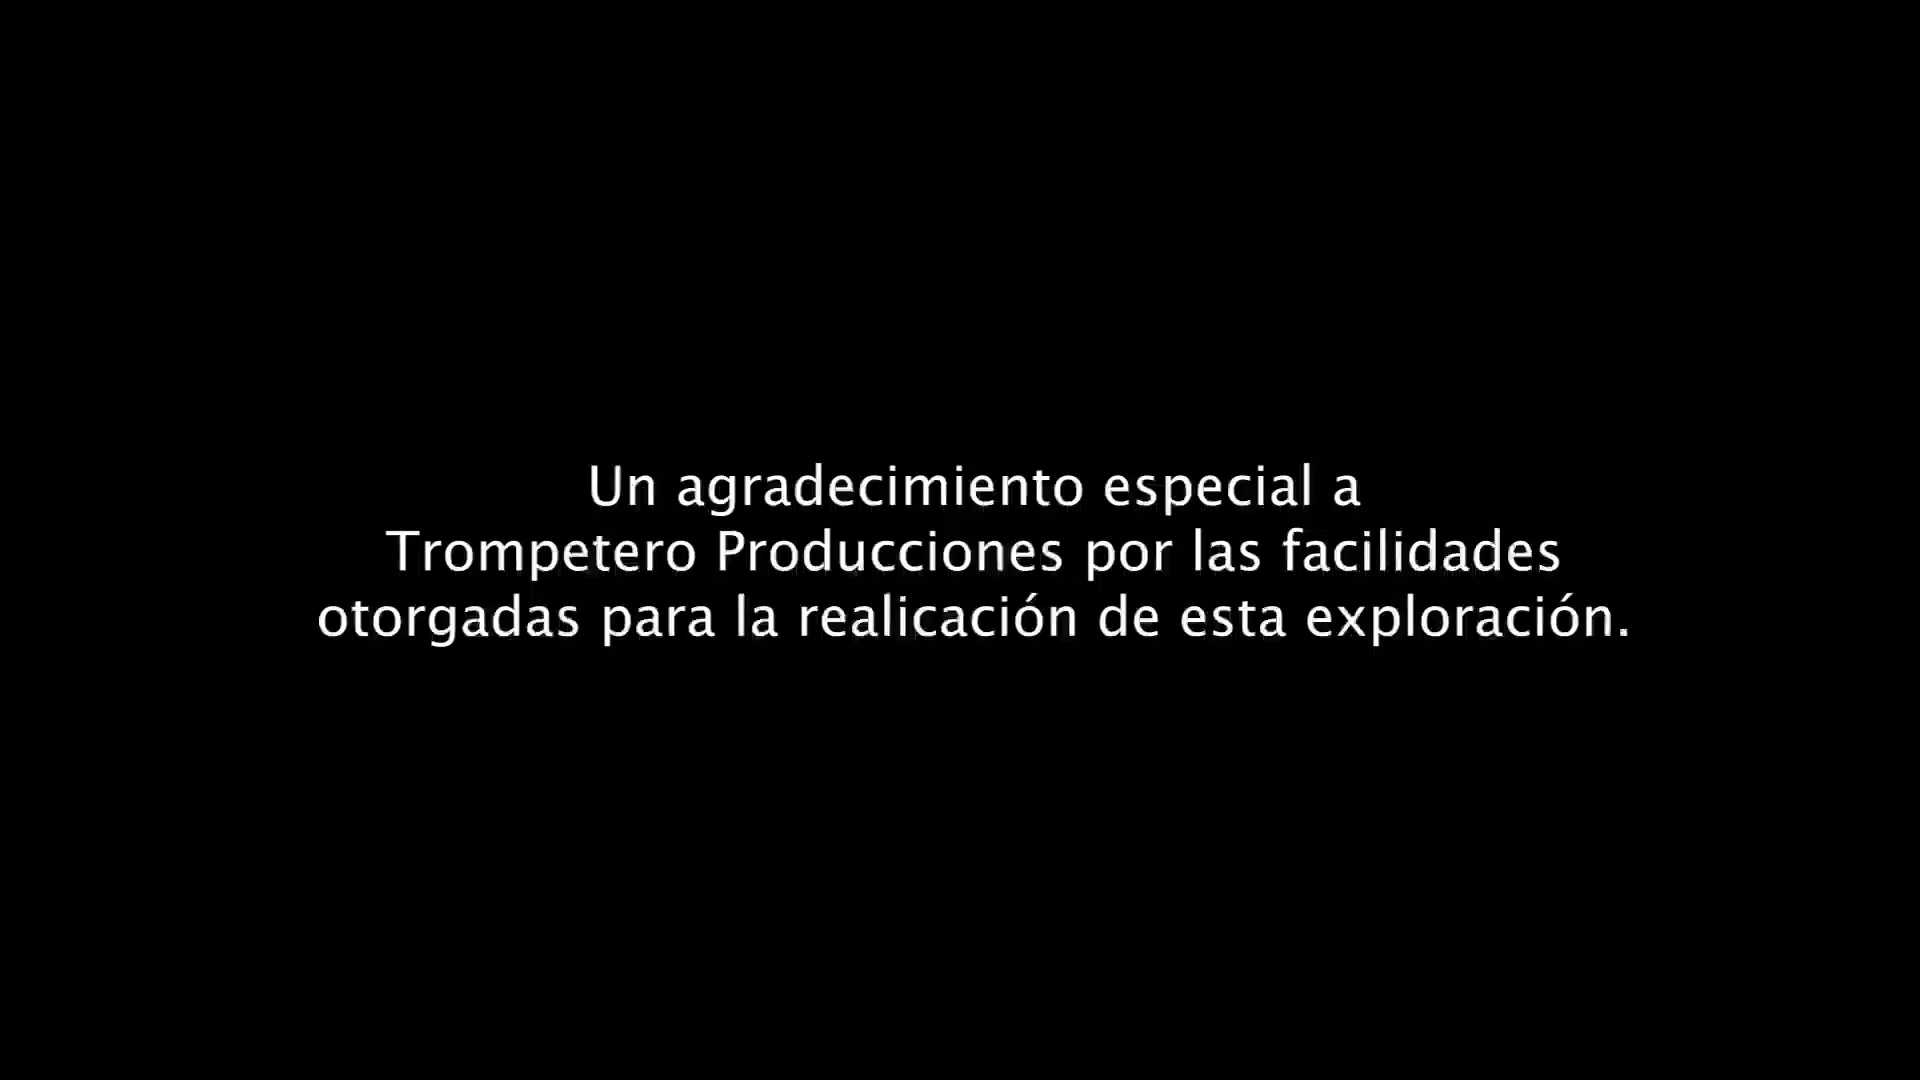 Un agradecimiento especial a
Trompetero Producciones por las facilidades
otorgadas para la realicación de esta exploración.